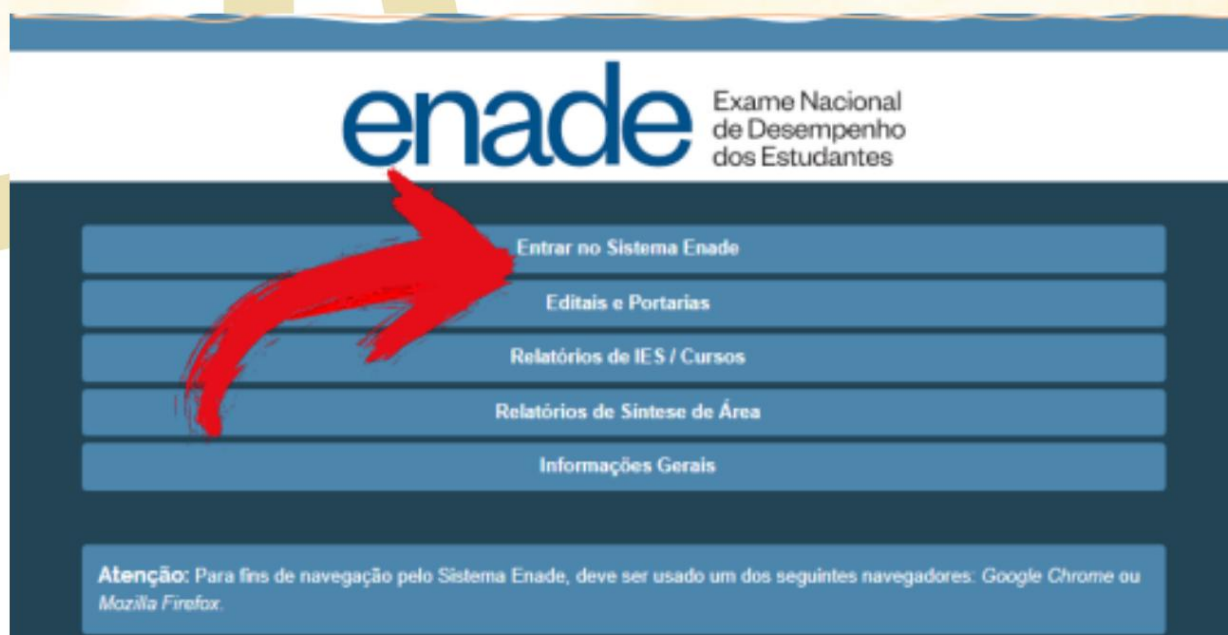 enade
Exame Nacional
de Desempenho
dos Estudantes
Entrar no Sistema Enade
Editais e Portarias
Relatórios de IES / Cursos
Relatórios de Síntese de Área
Informações Gerais
Atenção: Para fins de navegação pelo Sistema Enade, deve ser usado um dos seguintes navegadores: Google Chrome ou
Mozilla Firefox.